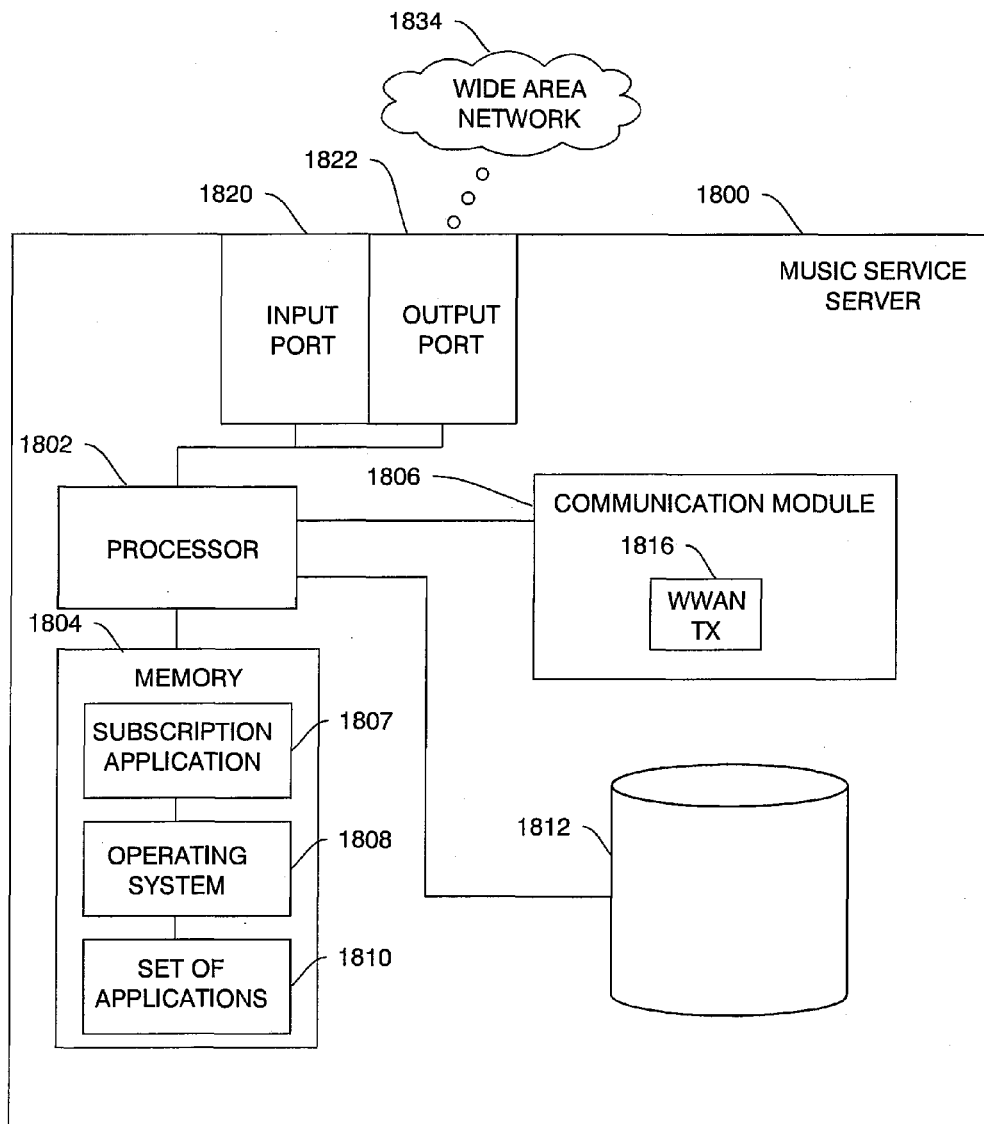 1834
WIDE AREA
NETWORK
1822
1820
1800
INPUT
PORT
OUTPUT
PORT
MUSIC SERVICE
SERVER
1802
PROCESSOR
1806
COMMUNICATION MODULE
1816
WWAN
TX
1804
MEMORY
SUBSCRIPTION
APPLICATION
1807
OPERATING
SYSTEM
1808
SET OF
APPLICATIONS
1810
1812